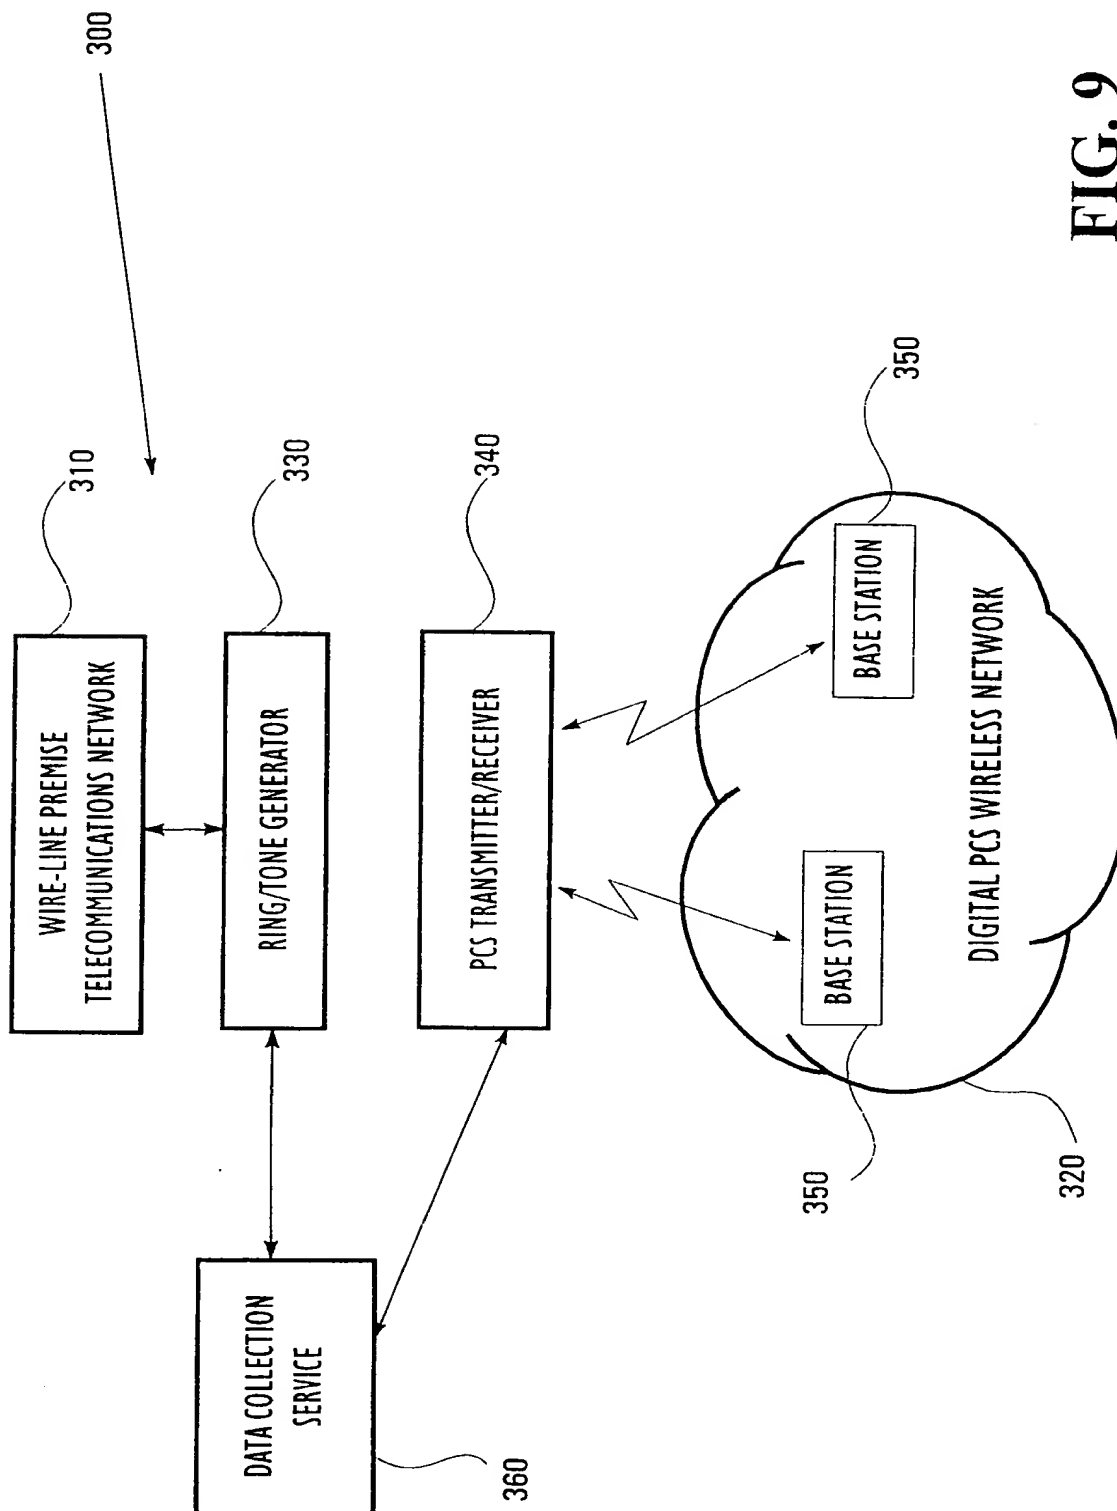 300
310
WIRE-LINE PREMISE
TELECOMMUNICATIONS NETWORK
330
RING/TONE GENERATOR
DATA COLLECTION
SERVICE
360
340
PCS TRANSMITTER/RECEIVER
350
BASE STATION
BASE STATION
350
DIGITAL PCS WIRELESS NETWORK
320
FIG. 9